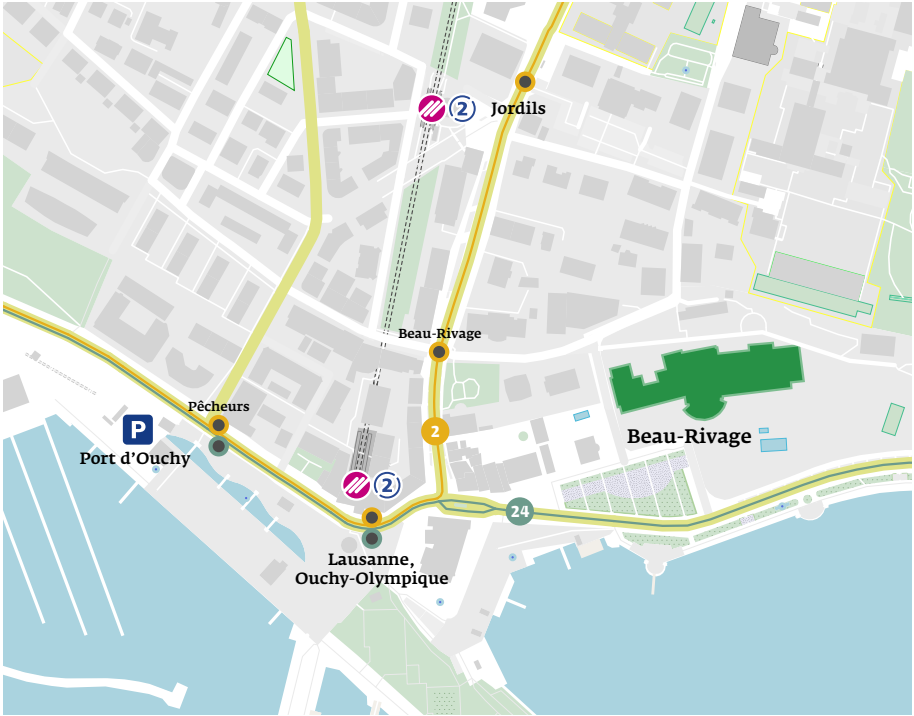 2
Jordils
Beau-Rivage
Pêcheurs
P
Port d’Ouchy
2
Beau-Rivage
2
24
Lausanne,
Ouchy-Olympique